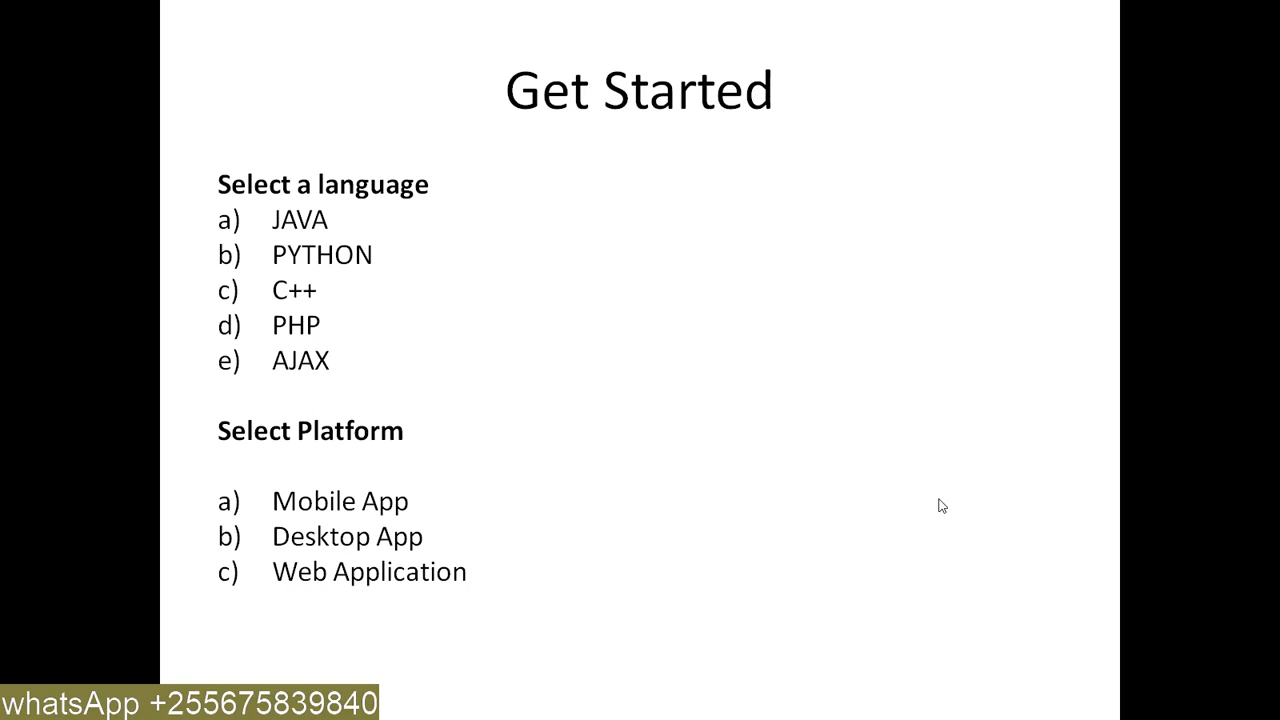 Get Started
Select a language
a) JAVA
b) PYTHON
c) C++
d) PHP
e) AJAX
Select Platform
a) Mobile App
b) Desktop App
c) Web Application
whatsApp +255675839840